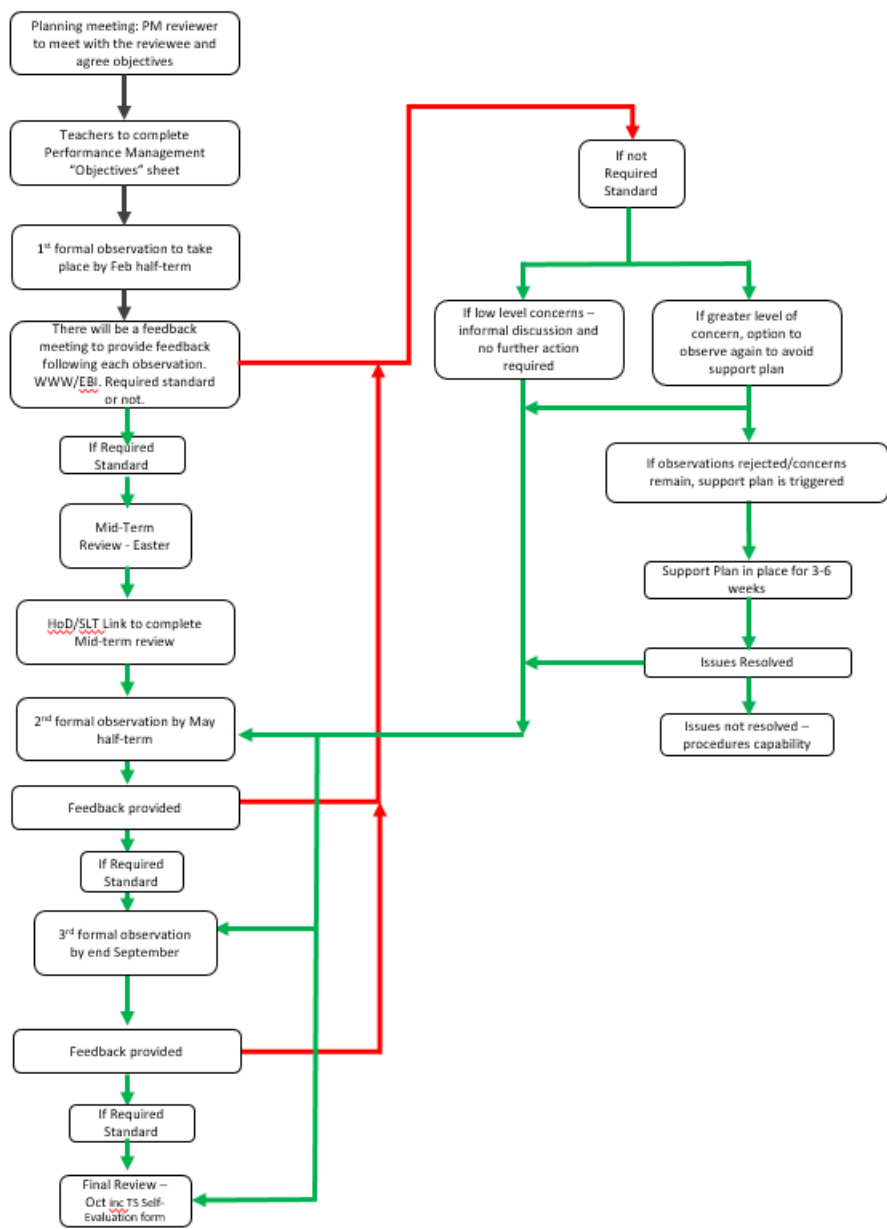 Planning meeting: PM reviewer
to meet with the reviewee and
agree objectives
Teachers to complete
Performance Management
“Objectives” sheet
1st formal observation to take
place by Feb half-term
There will be a feedback
meeting to provide feedback
following each observation.
WWW/EBI. Required standard
or not.
If Required
Standard
Mid-Term
Review - Easter
HoD/SLT Link to complete
Mid-term review
2nd formal observation by May
half-term
Feedback provided
If Required
Standard
3rd formal observation
by end September
Feedback provided
If Required
Standard
Final Review –
Oct inc TS Self-
Evaluation form
If not
Required
Standard
If low level concerns –
informal discussion and
no further action
required
If greater level of
concern, option to
observe again to avoid
support plan
If observations rejected/concerns
remain, support plan is triggered
Support Plan in place for 3-6
weeks
Issues Resolved
Issues not resolved –
procedures capability